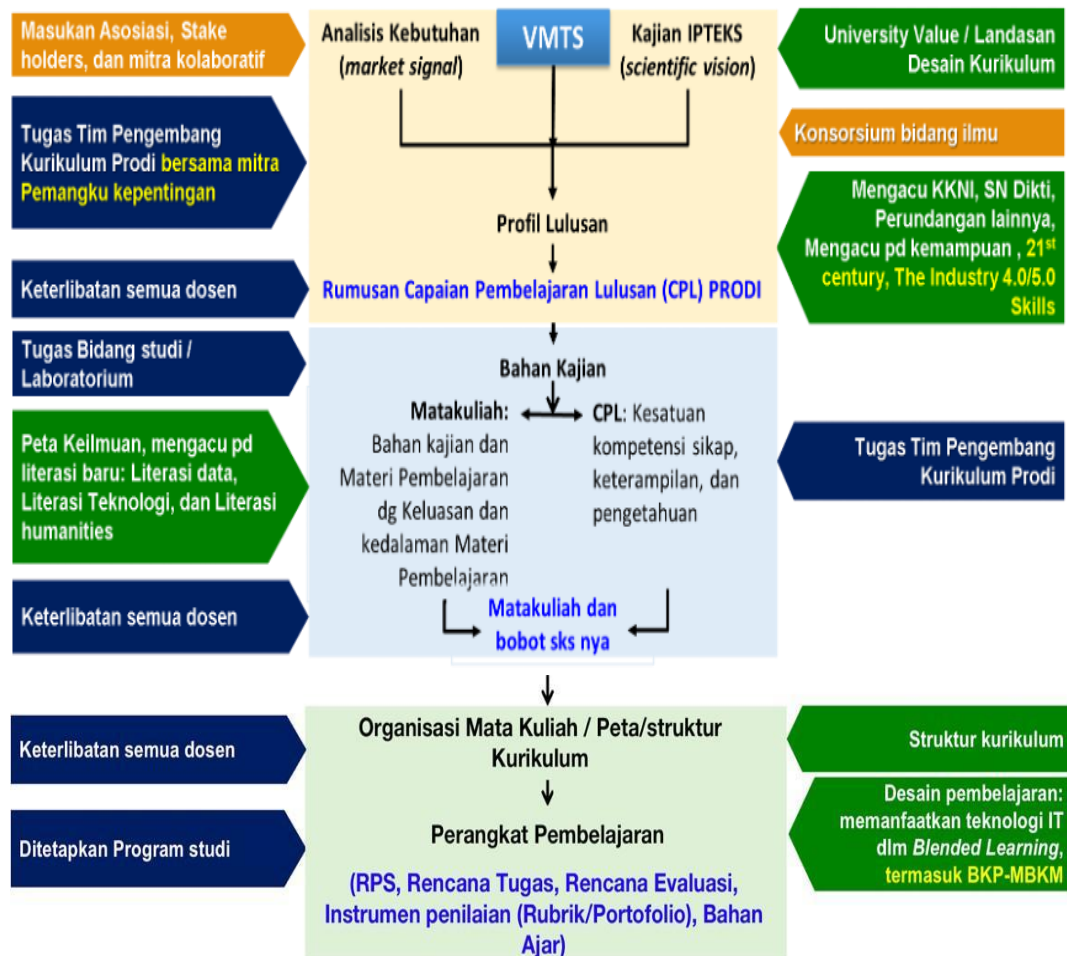 Masukan Asosiasi, Stake
holders, dan mitra kolaboratif
Tugas Tim Pengembang
Kurikulum Prodi bersama mitra
Pemangku kepentingan
Keterlibatan semua dosen
Tugas Bidang studi /
Laboratorium
Peta Keilmuan, mengacu pd
literasi baru: Literasi data,
Literasi Teknologi, dan Literasi
humanities
Keterlibatan semua dosen
Keterlibatan semua dosen
Ditetapkan Program studi
Analisis Kebutuhan
(market signal)
VMTS
Kajian IPTEKS
(scientific vision)
Profil Lulusan
Rumusan Capaian Pembelajaran Lulusan (CPL) PRODI
Bahan Kajian
Matakuliah:
Bahan kajian dan
Materi Pembelajaran
dg Keluasan dan
kedalaman Materi
Pembelajaran
CPL: Kesatuan
kompetensi sikap,
keterampilan, dan
pengetahuan
Matakuliah dan
bobot sks nya
Organisasi Mata Kuliah / Peta/struktur
Kurikulum
Perangkat Pembelajaran
(RPS, Rencana Tugas, Rencana Evaluasi,
Instrumen penilaian (Rubrik/Portofolio), Bahan
Ajar)
University Value / Landasan
Desain Kurikulum
Konsorsium bidang ilmu
Mengacu KKNI, SN Dikti,
Perundangan lainnya,
Mengacu pd kemampuan , 21st
century, The Industry 4.0/5.0
Skills
Tugas Tim Pengembang
Kurikulum Prodi
Struktur kurikulum
Desain pembelajaran:
memanfaatkan teknologi IT
dlm Blended Learning,
termasuk BKP-MBKM